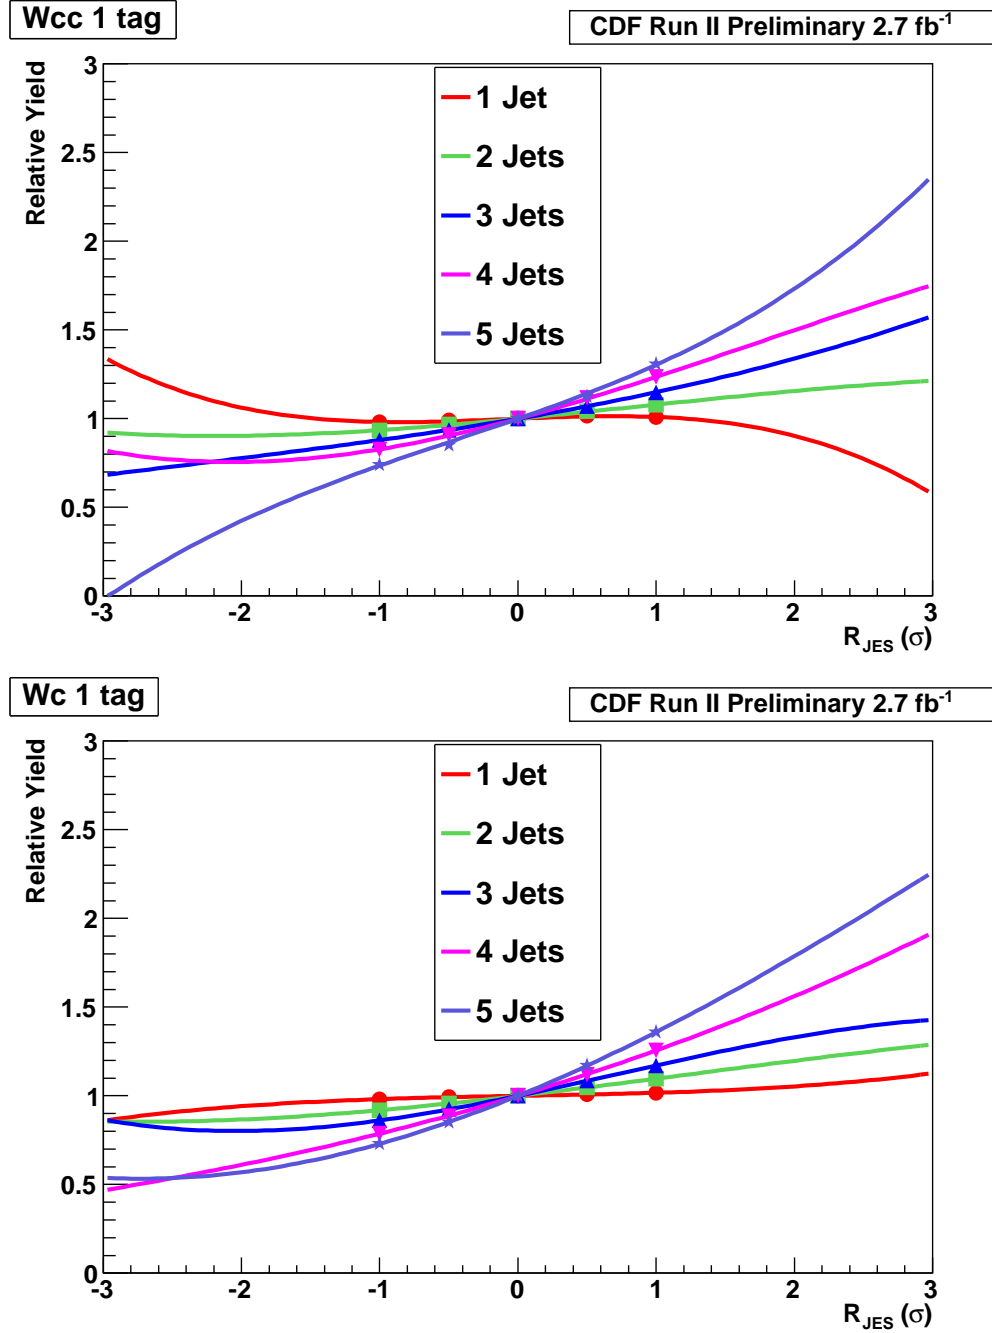 Wcc 1 tag
CDF Run II Preliminary 2.7 fb-1
Relative Yield
3
2.5
2
1.5
1
0.5
0
1 Jet
2 Jets
3 Jets
4 Jets
5 Jets
-3 -2 -1 0 1 2 3
RJES (σ)
Wc 1 tag
CDF Run II Preliminary 2.7 fb-1
Relative Yield
3
2.5
2
1.5
1
0.5
0
1 Jet
2 Jets
3 Jets
4 Jets
5 Jets
-3 -2 -1 0 1 2 3
RJES (σ)